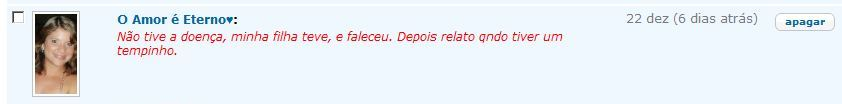 O Amor é Eterno♥: 22 dez (6 dias atrás) apagar
Não tive a doença, minha filha teve, e faleceu. Depois relato qndo tiver um
tempinho.